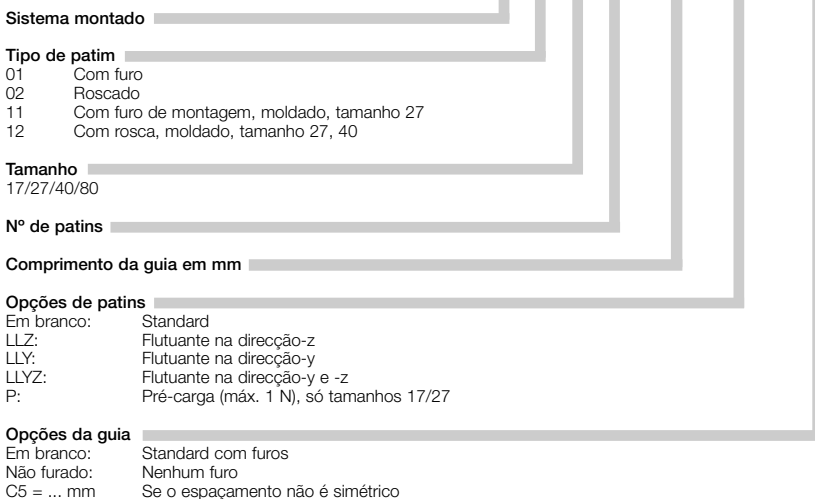 Sistema montado
Tipo de patim
01 Com furo
02 Roscado
11 Com furo de montagem, moldado, tamanho 27
12 Com rosca, moldado, tamanho 27, 40
Tamanho
17/27/40/80
Nº de patins
Comprimento da guia em mm
Opções de patins
Em branco: Standard
LLZ: Flutuante na direcção-z
LLY: Flutuante na direcção-y
LLYZ: Flutuante na direcção-y e -z
P: Pré-carga (máx. 1 N), só tamanhos 17/27
Opções da guia
Em branco: Standard com furos
Não furado: Nenhum furo
C5 = ... mm Se o espaçamento não é simétrico